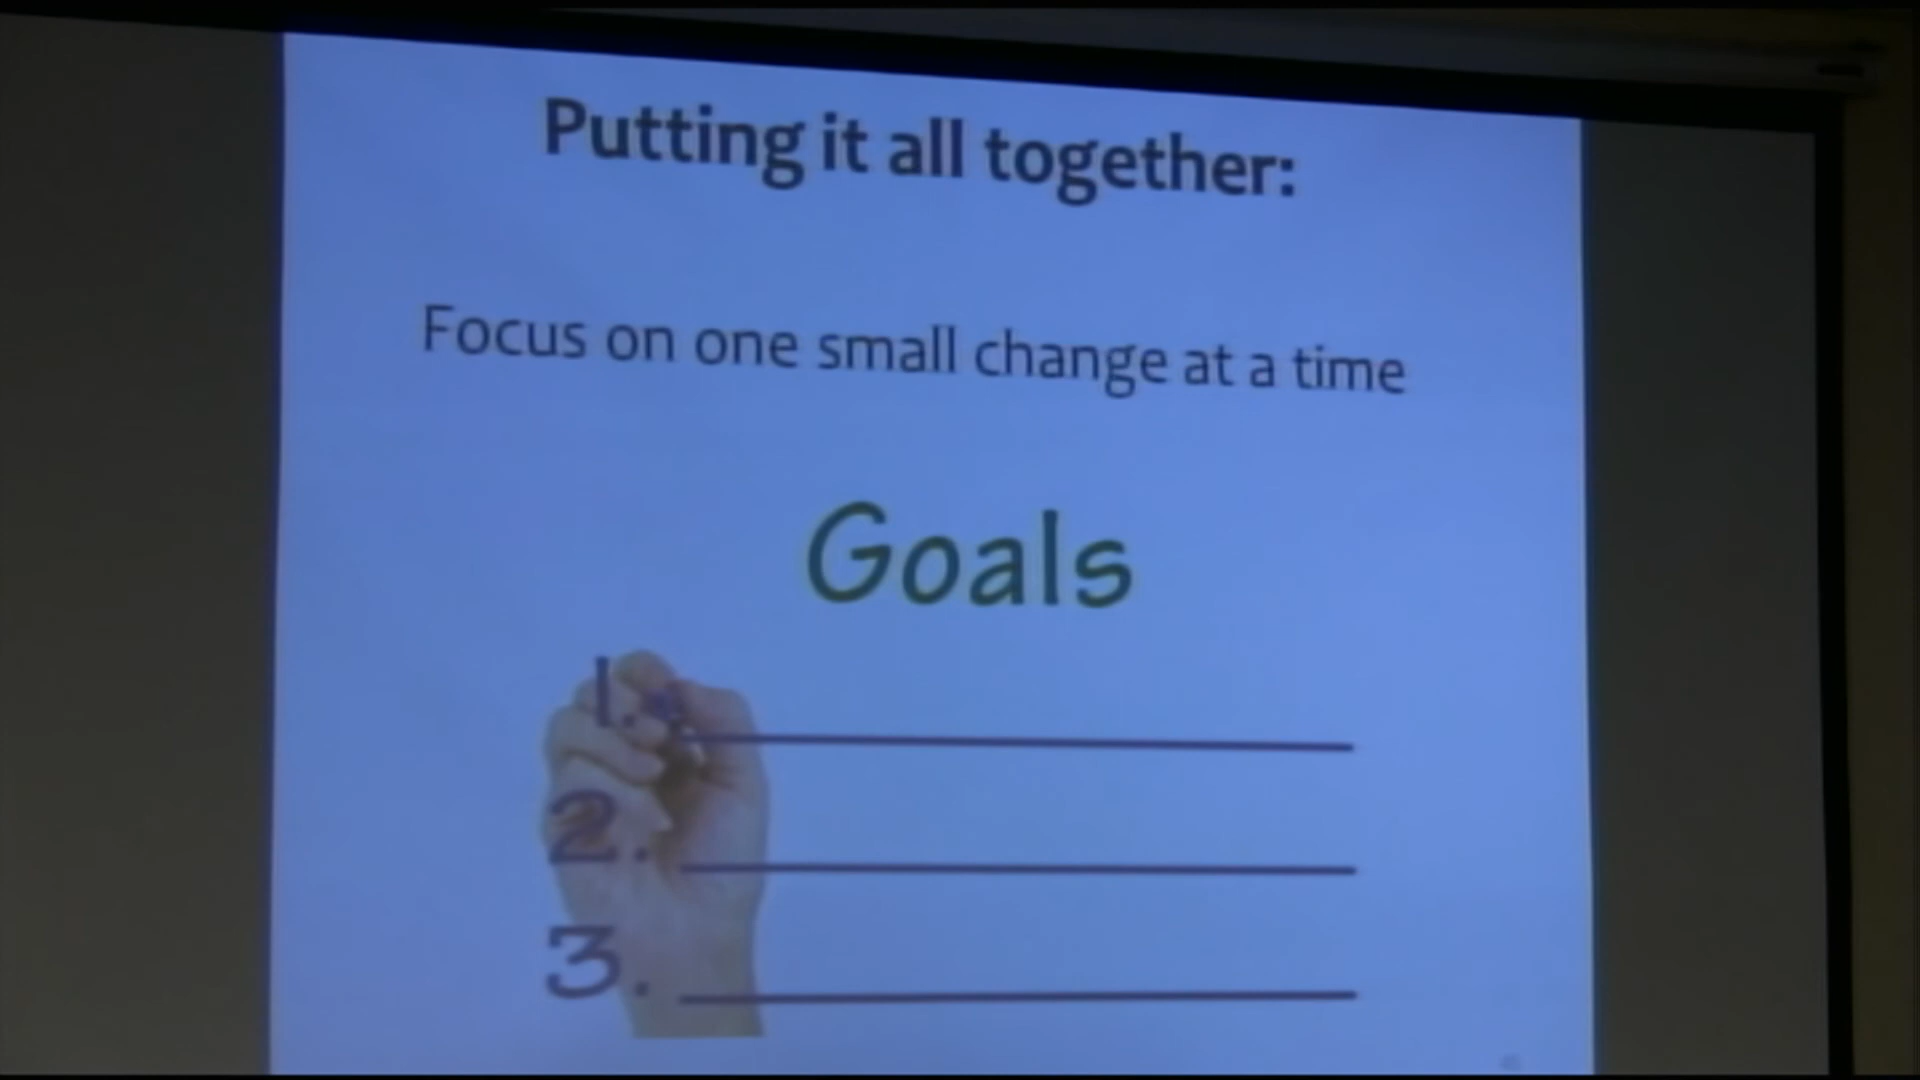 Putting it all together:
Focus on one small change at a time
Goals
1.
2.
3.